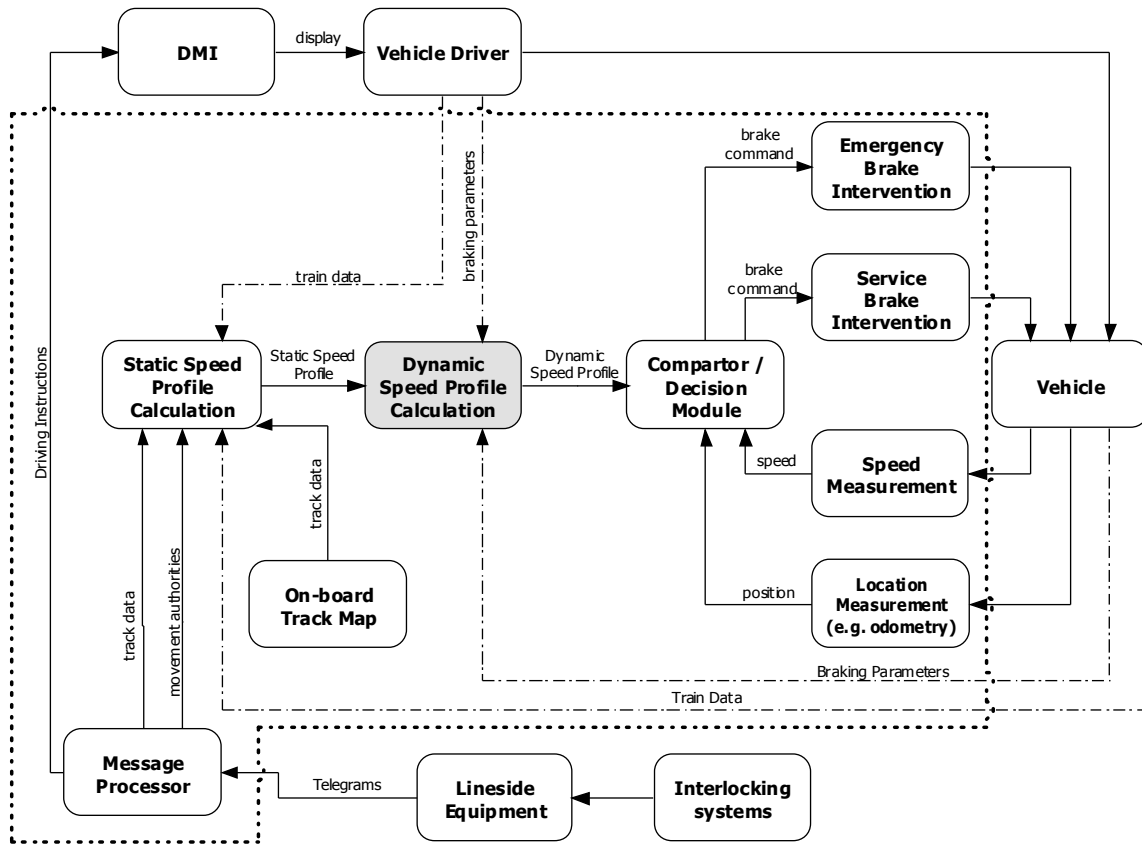 DMI
display
Vehicle Driver
brake
command
Emergency
Brake
Intervention
braking parameters
train data
brake
command
Service
Brake
Intervention
Driving Instructions
Static Speed
Profile
Calculation
Static Speed
Profile
Dynamic
Speed Profile
Calculation
Dynamic
Speed Profile
Compartor /
Decision
Module
Vehicle
speed
Speed
Measurement
track data
movement authorities
track data
On-board
Track Map
position
Location
Measurement
(e.g. odometry)
Braking Parameters
Train Data
Message
Processor
Telegrams
Lineside
Equipment
Interlocking
systems